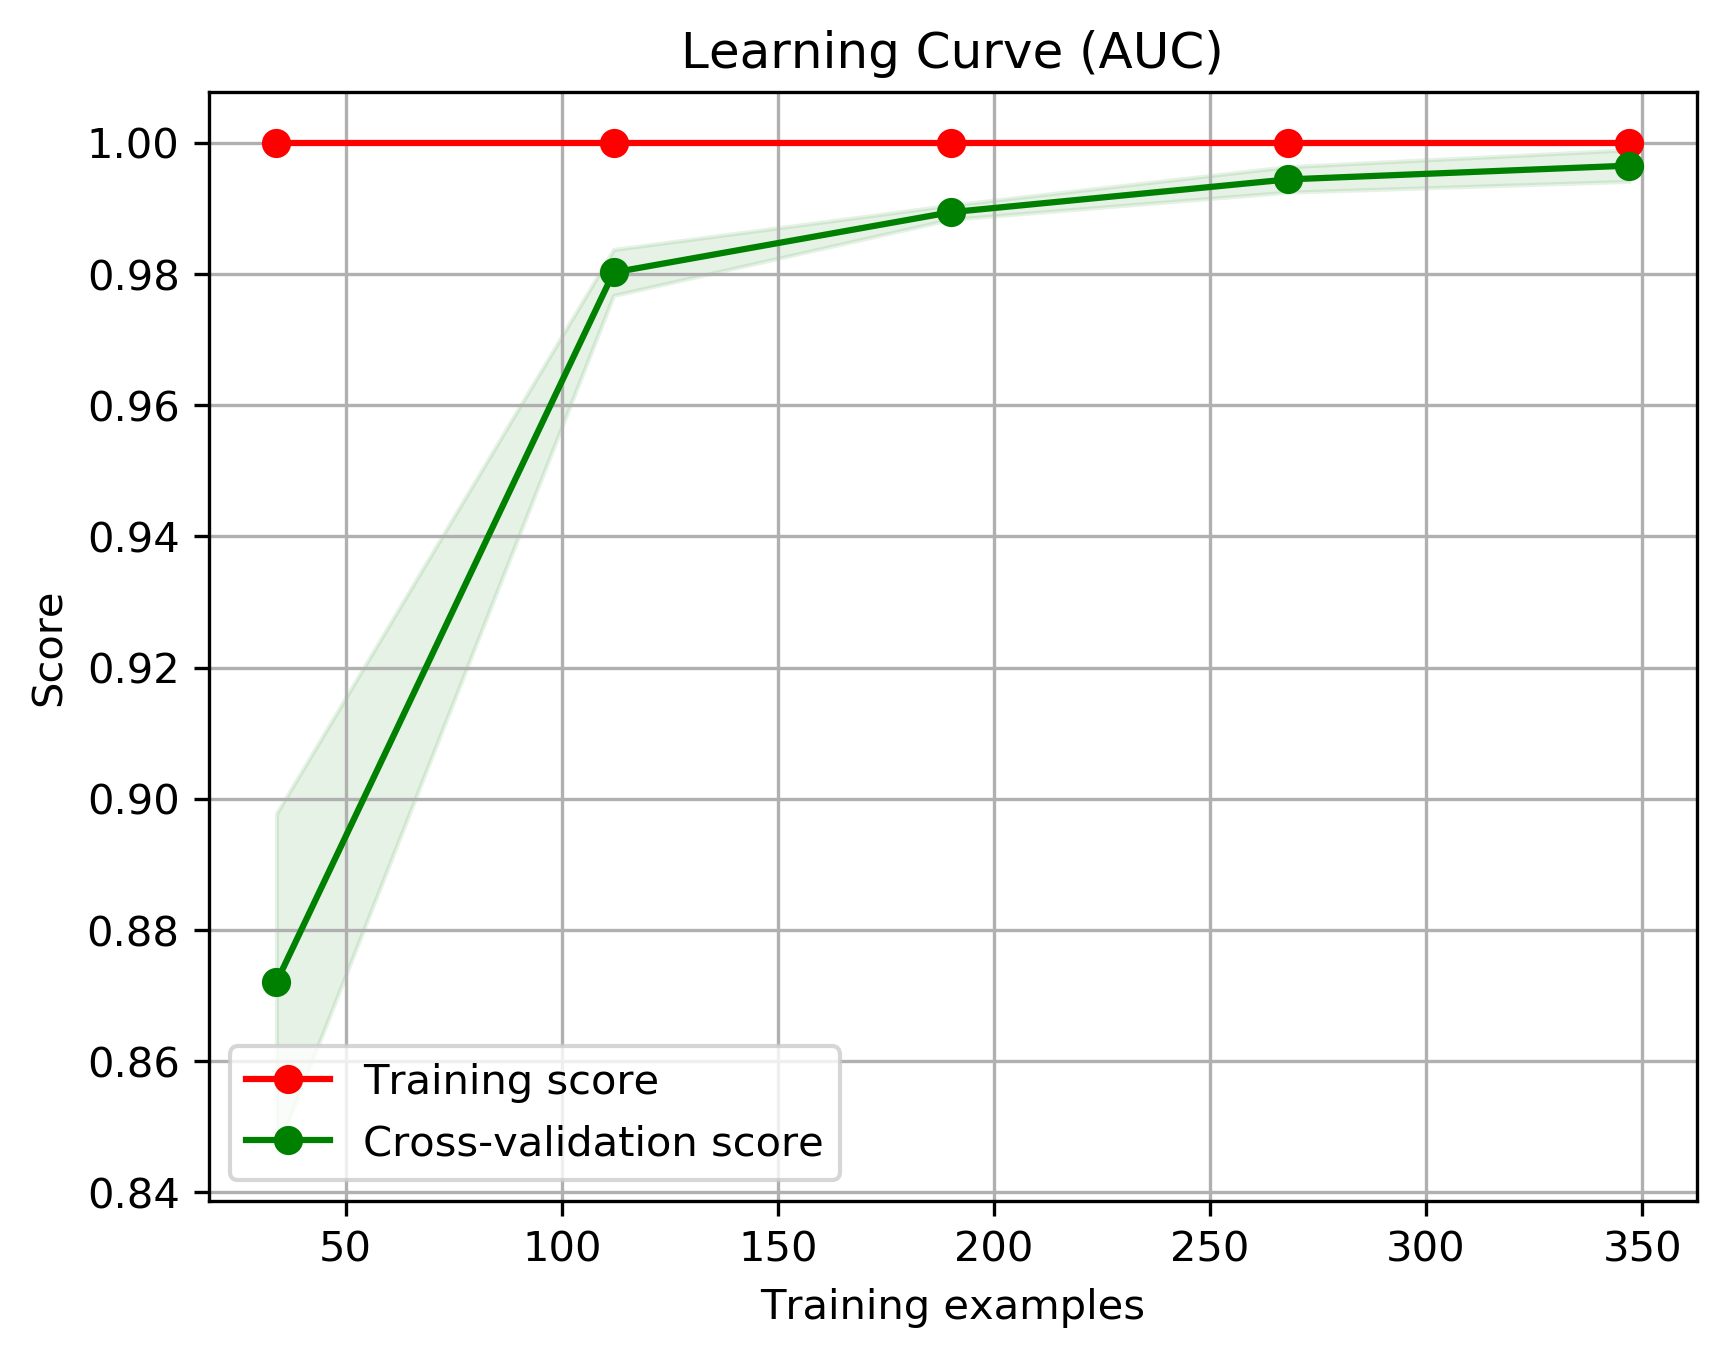 Learning Curve (AUC)
1.00
0.98
0.96
0.94
0.92
0.90
0.88
0.86
0.84
Score
Training score
Cross-validation score
50 100 150 200 250 300 350
Training examples